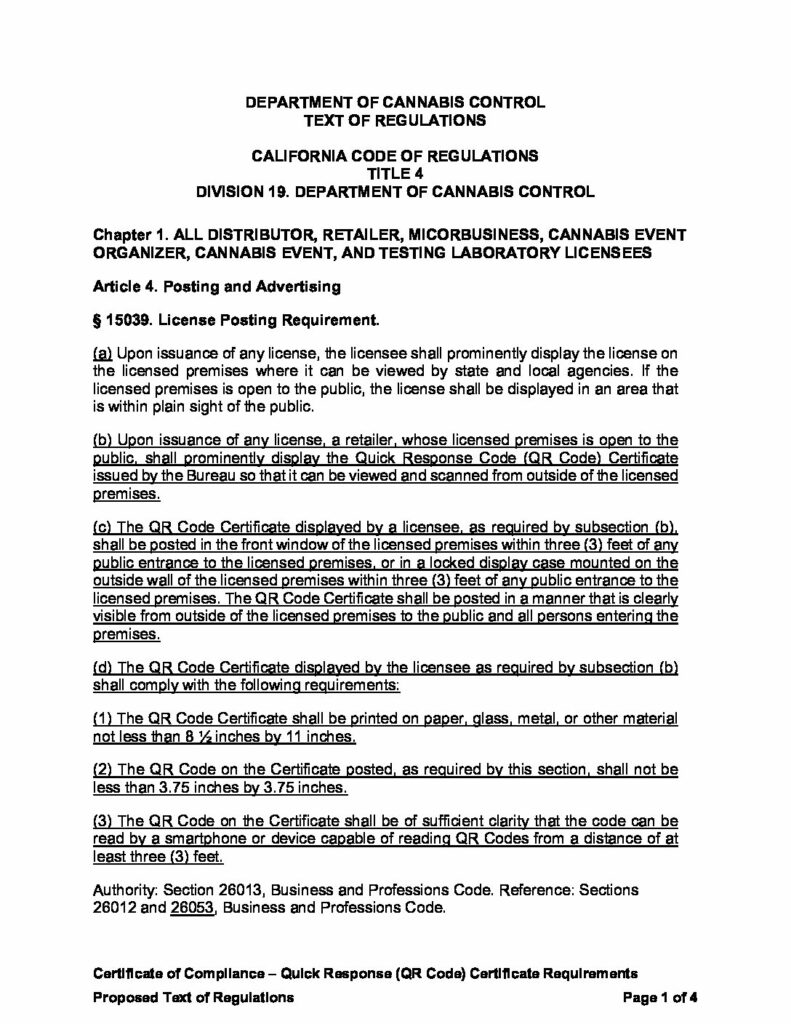 DEPARTMENT OF CANNABIS CONTROL
TEXT OF REGULATIONS
CALIFORNIA CODE OF REGULATIONS
TITLE 4
DIVISION 19. DEPARTMENT OF CANNABIS CONTROL
Chapter 1. ALL DISTRIBUTOR, RETAILER, MICORBUSINESS, CANNABIS EVENT
ORGANIZER, CANNABIS EVENT, AND TESTING LABORATORY LICENSEES
Article 4. Posting and Advertising
§ 15039. License Posting Requirement.
(a) Upon issuance of any license, the licensee shall prominently display the license on
the licensed premises where it can be viewed by state and local agencies. If the
licensed premises is open to the public, the license shall be displayed in an area that
is within plain sight of the public.
(b) Upon issuance of any license, a retailer, whose licensed premises is open to the
public, shall prominently display the Quick Response Code (QR Code) Certificate
issued by the Bureau so that it can be viewed and scanned from outside of the licensed
premises.
(c) The QR Code Certificate displayed by a licensee, as required by subsection (b),
shall be posted in the front window of the licensed premises within three (3) feet of any
public entrance to the licensed premises, or in a locked display case mounted on the
outside wall of the licensed premises within three (3) feet of any public entrance to the
licensed premises. The QR Code Certificate shall be posted in a manner that is clearly
visible from outside of the licensed premises to the public and all persons entering the
premises.
(d) The QR Code Certificate displayed by the licensee as required by subsection (b)
shall comply with the following requirements:
(1) The QR Code Certificate shall be printed on paper, glass, metal, or other material
not less than 8 ½ inches by 11 inches.
(2) The QR Code on the Certificate posted, as required by this section, shall not be
less than 3.75 inches by 3.75 inches.
(3) The QR Code on the Certificate shall be of sufficient clarity that the code can be
read by a smartphone or device capable of reading QR Codes from a distance of at
least three (3) feet.
Authority: Section 26013, Business and Professions Code. Reference: Sections
26012 and 26053, Business and Professions Code.
Certificate of Compliance – Quick Response (QR Code) Certificate Requirements
Proposed Text of Regulations Page 1 of 4